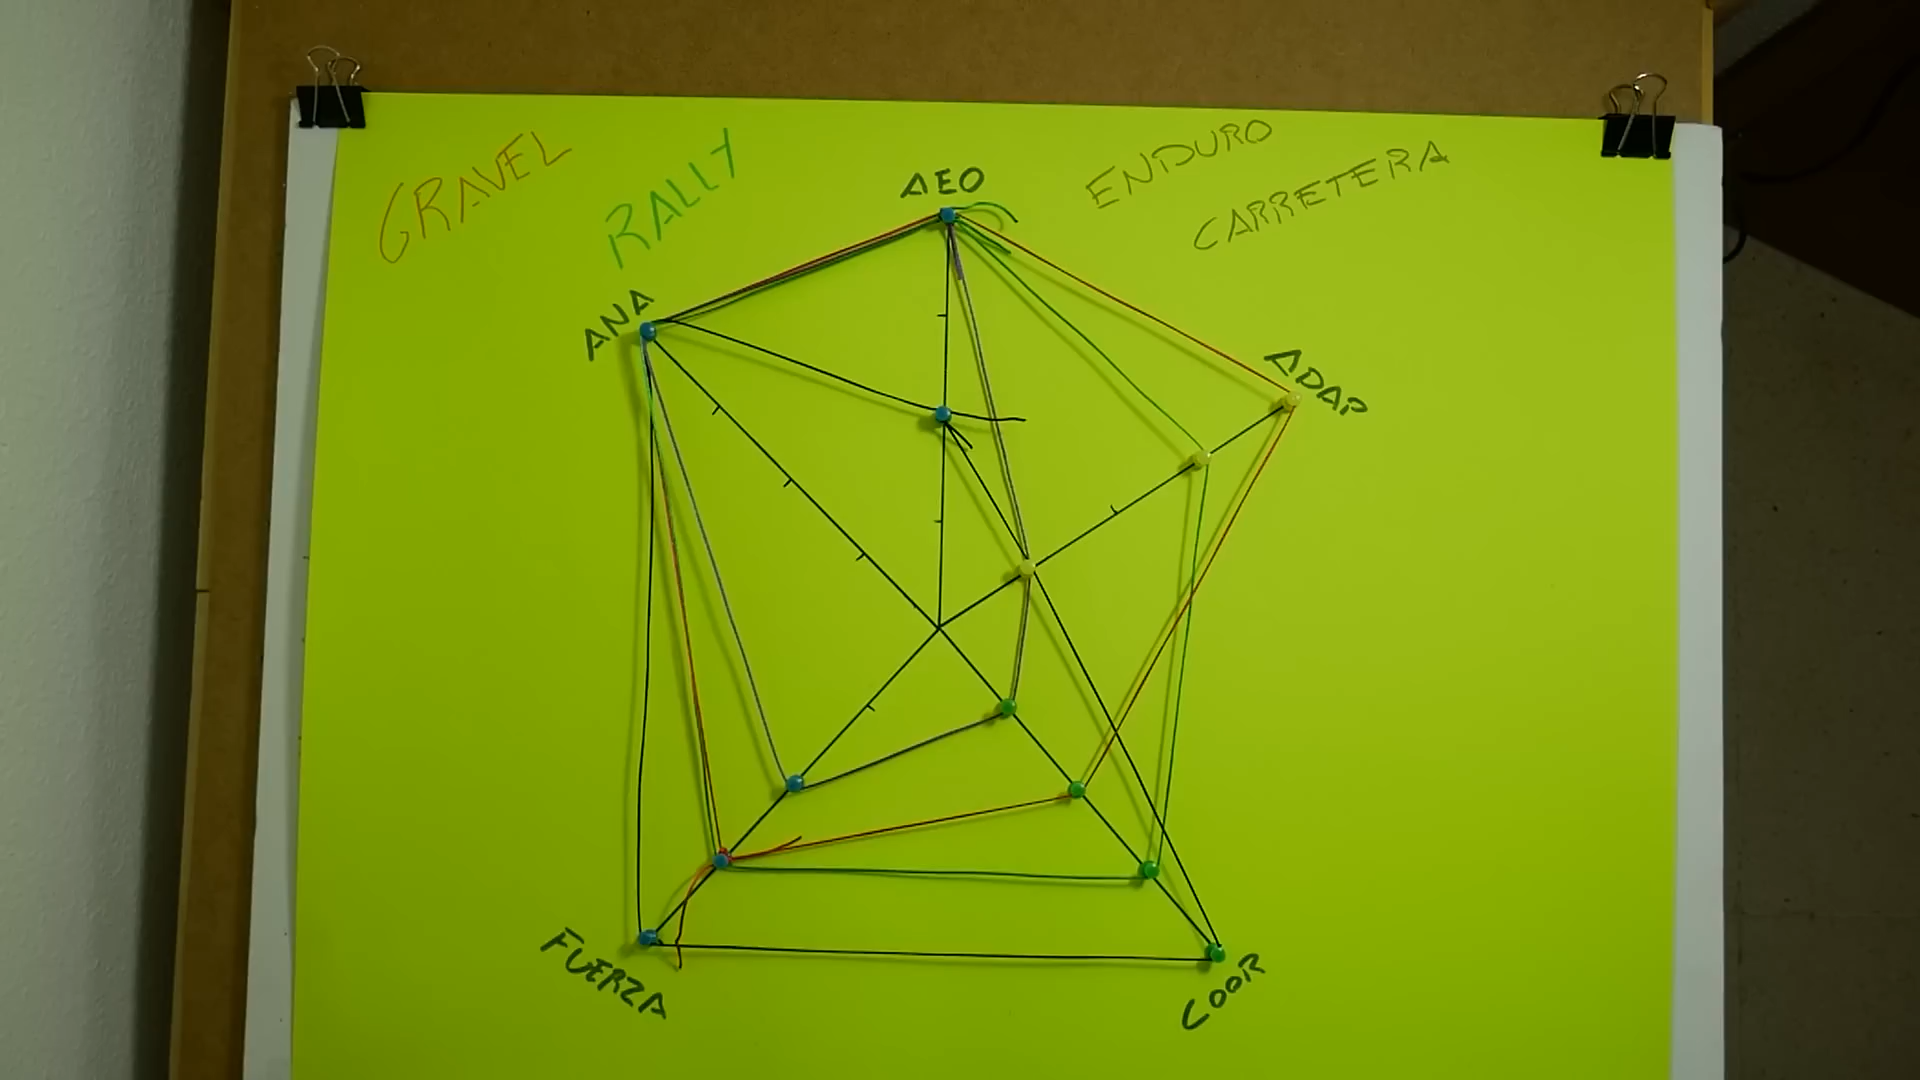 GRAVEL
RALLY
AEO
ENDURO
CARRETERA
ANA
ADAP
FUERZA
COOR